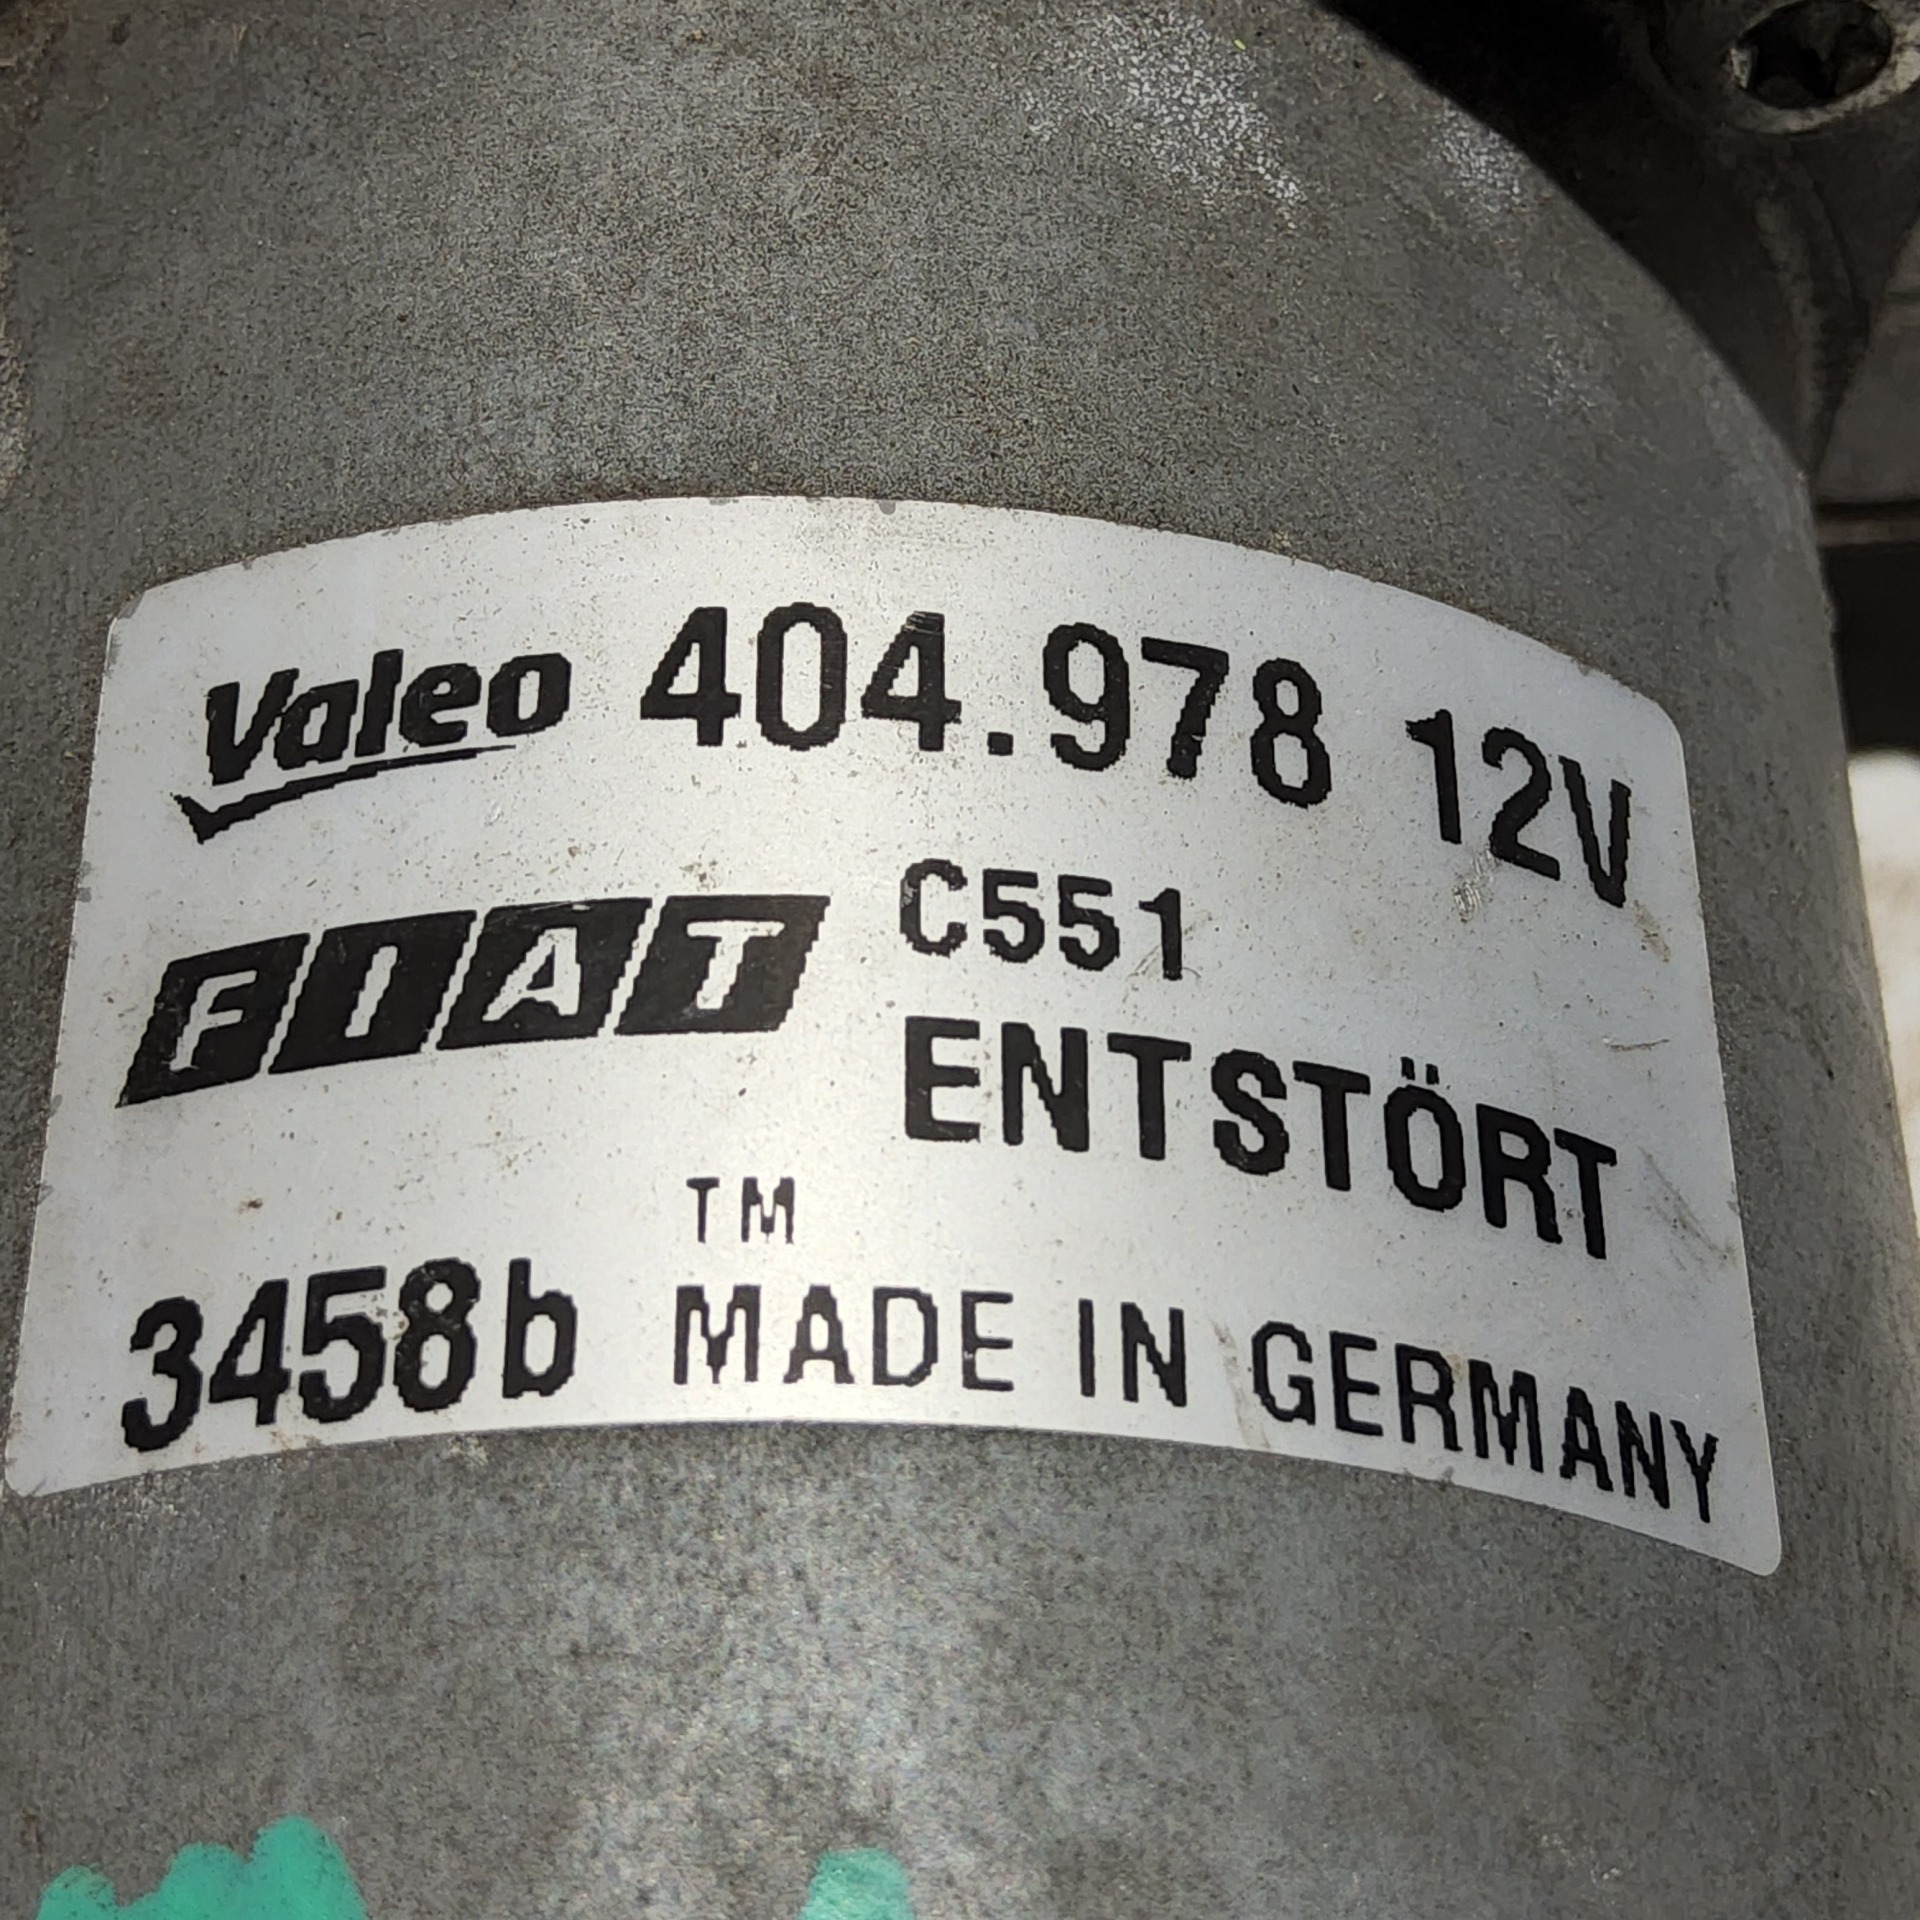 Valeo 404.978 12V
FIAT C551
ENTSTÖRT
TM
3458b MADE IN GERMANY